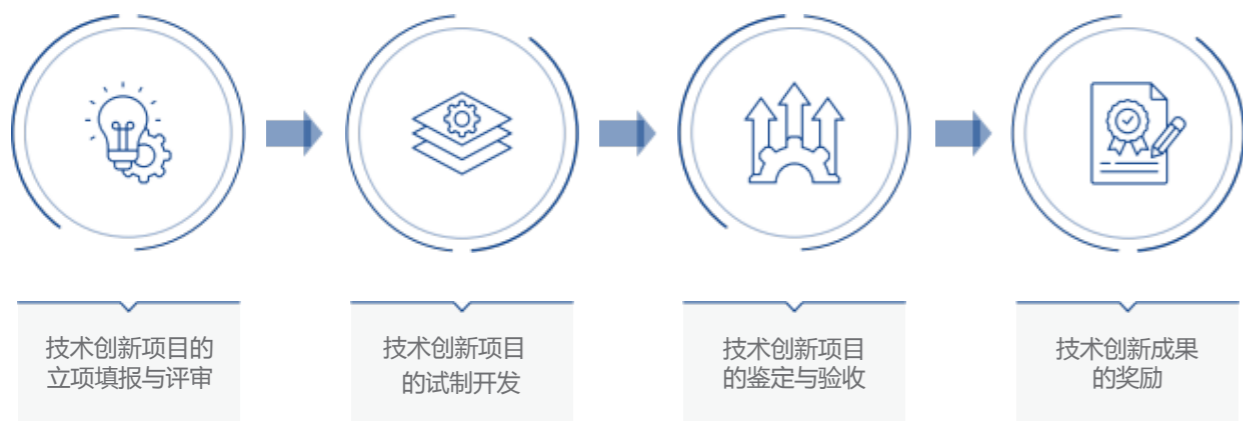 技术创新项目的
立项填报与评审
技术创新项目
的试制开发
技术创新项目
的鉴定与验收
技术创新成果
的奖励